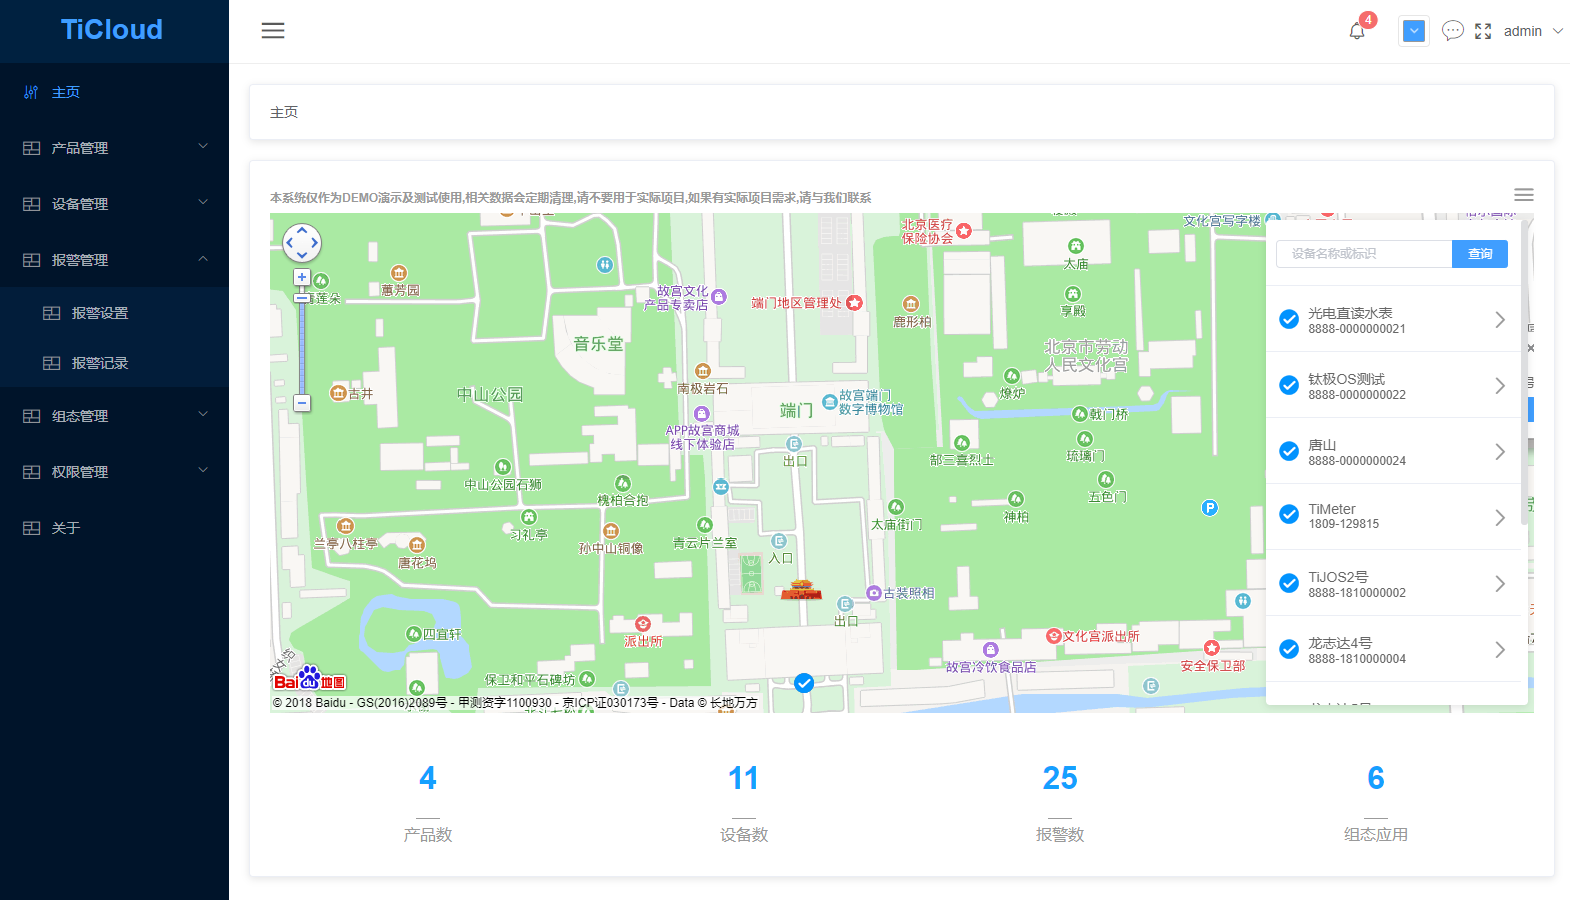 TiCloud
4
admin
主页
产品管理
设备管理
报警管理
报警设置
报警记录
组态管理
权限管理
关于
主页
本系统仅作为DEMO演示及测试使用,相关数据会定期清理,请不要用于实际项目,如果有实际项目需求,请与我们联系
北京医疗
保险协会
文化宫写字楼
太庙
蕙芳园
故宫文化
产品专卖店
端门地区管理处
鹿形柏
享殿
音乐堂
北京市劳动
人民文化宫
南极岩石
古井
中山公园
端门
故宫端门
数字博物馆
燎炉
戟门桥
APP故宫商城
线下体验店
出口
郜三喜烈士
琉璃门
中山公园石狮
槐柏合抱
五色门
P
太庙街门
神柏
兰亭八柱亭
习礼亭
孙中山铜像
青云片兰室
唐花坞
入口
古装照相
出口
四宜轩
派出所
文化宫派出所
故宫冷饮食品店
安全保卫部
保卫和平石碑坊
Bai du 地图
© 2018 Baidu - GS(2016)2089号 - 甲测资字1100930 - 京ICP证030173号 - Data © 长地万方
设备名称或标识
查询
光电直读水表
8888-0000000021
钛极OS测试
8888-0000000022
唐山
8888-0000000024
TiMeter
1809-129815
TiJOS2号
8888-1810000002
龙志达4号
8888-1810000004
4
产品数
11
设备数
25
报警数
6
组态应用